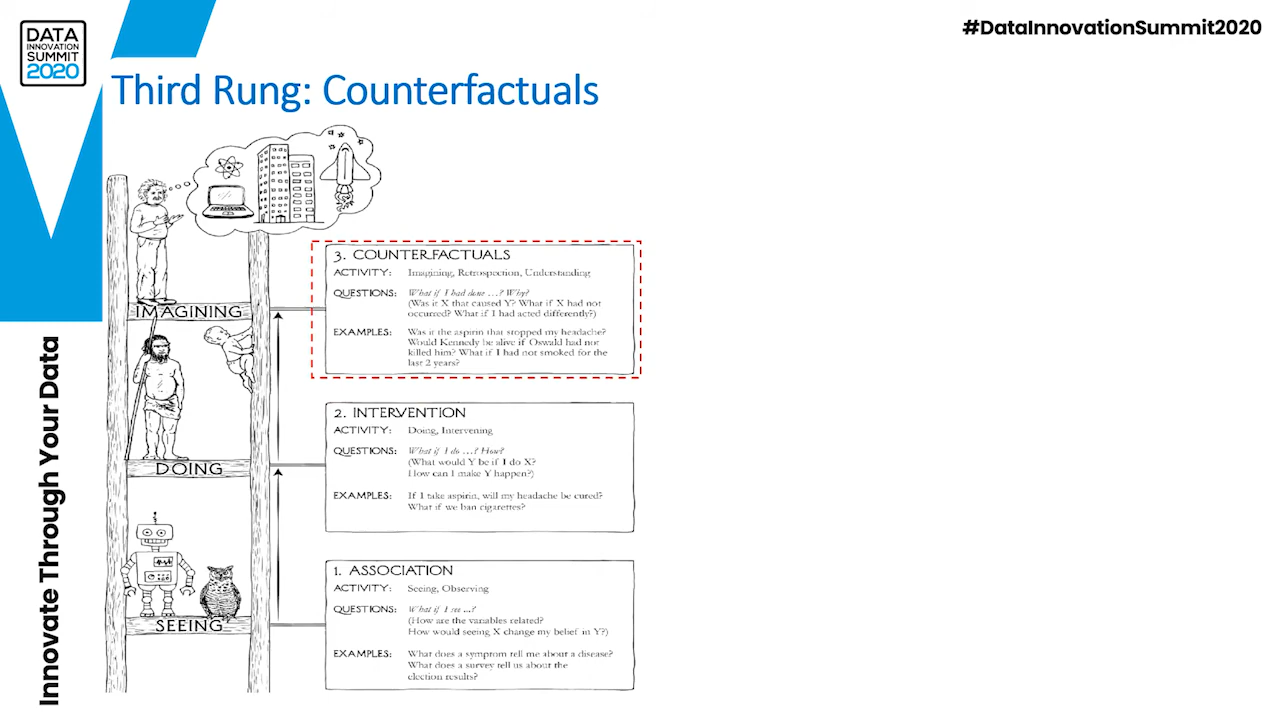 #DataInnovationSummit2020
DATA
INNOVATION
SUMMIT
2020
Third Rung: Counterfactuals
Innovate Through Your Data
IMAGINING
DOING
SEEING
3. COUNTERFACTUALS
ACTIVITY: Imagining, Retrospection, Understanding
QUESTIONS: What if I had done ...? Why?
(Was it X that caused Y? What if X had not
occurred? What if I had acted differently?)
EXAMPLES: Was it the aspirin that stopped my headache?
Would Kennedy be alive if Oswald had not
killed him? What if I had not smoked for the
last 2 years?
2. INTERVENTION
ACTIVITY: Doing, Intervening
QUESTIONS: What if I do ...? How?
(What would Y be if I do X?
How can I make Y happen?)
EXAMPLES: If I take aspirin, will my headache be cured?
What if we ban cigarettes?
1. ASSOCIATION
ACTIVITY: Seeing, Observing
QUESTIONS: What if I see ...?
(How are the variables related?
How would seeing X change my belief in Y?)
EXAMPLES: What does a symptom tell me about a disease?
What does a survey tell us about the
election results?